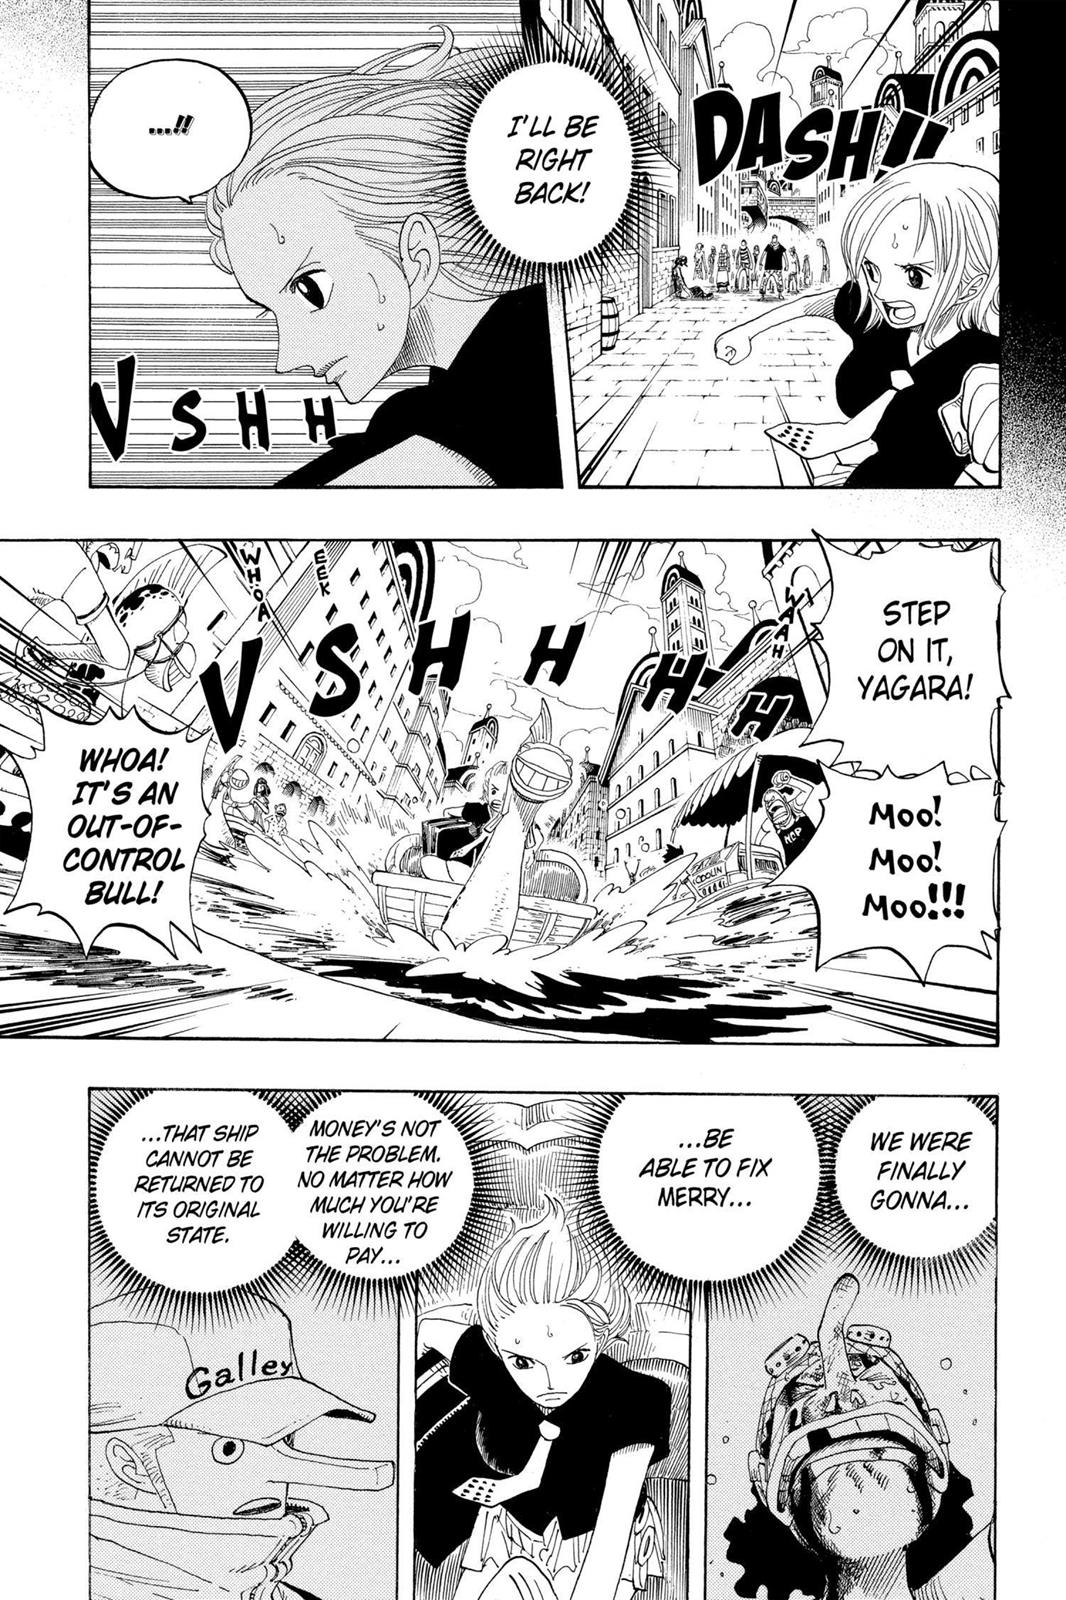 DASH!!
I'LL BE
RIGHT
BACK!
...!!
VSHH
STEP
ON IT,
YAGARA!
MOO!
MOO!
MOO!!!
WAAH
EEK
WHOA
VSHHHHH
MCP
WHOA!
IT'S AN
OUT-OF-
CONTROL
BULL!
WE WERE
FINALLY
GONNA...
...BE
ABLE TO FIX
MERRY...
MONEY'S NOT
THE PROBLEM.
NO MATTER HOW
MUCH YOU'RE
WILLING TO
PAY...
...THAT SHIP
CANNOT BE
RETURNED TO
ITS ORIGINAL
STATE.
Galley